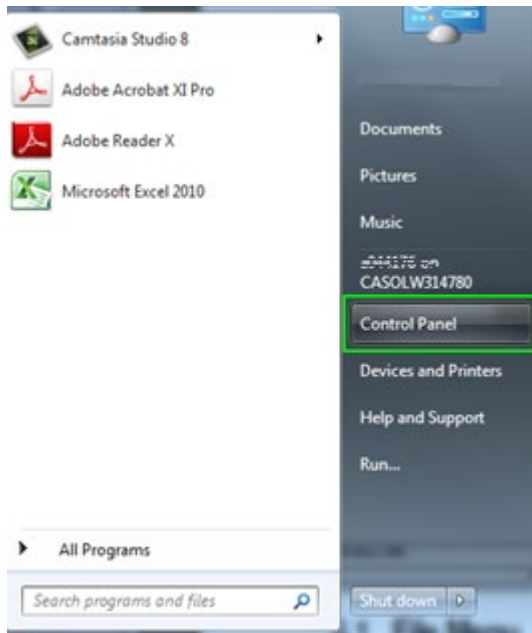 Camtasia Studio 8
Adobe Acrobat XI Pro
Adobe Reader X
Microsoft Excel 2010
All Programs
Search programs and files
Documents
Pictures
Music
CASOLW314780
Control Panel
Devices and Printers
Help and Support
Run...
Shut down